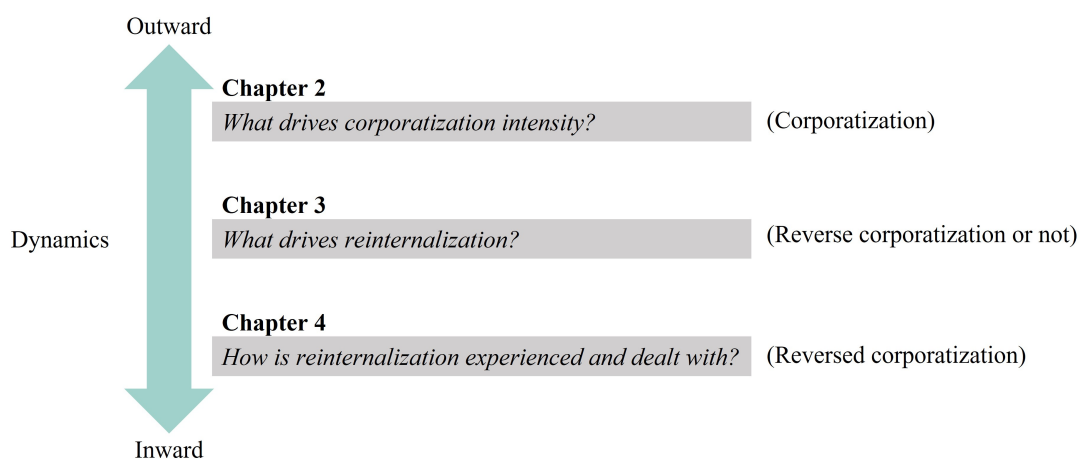 Outward
Chapter 2
What drives corporatization intensity?
(Corporatization)
Chapter 3
What drives reinternalization?
(Reverse corporatization or not)
Dynamics
Chapter 4
How is reinternalization experienced and dealt with?
(Reversed corporatization)
Inward